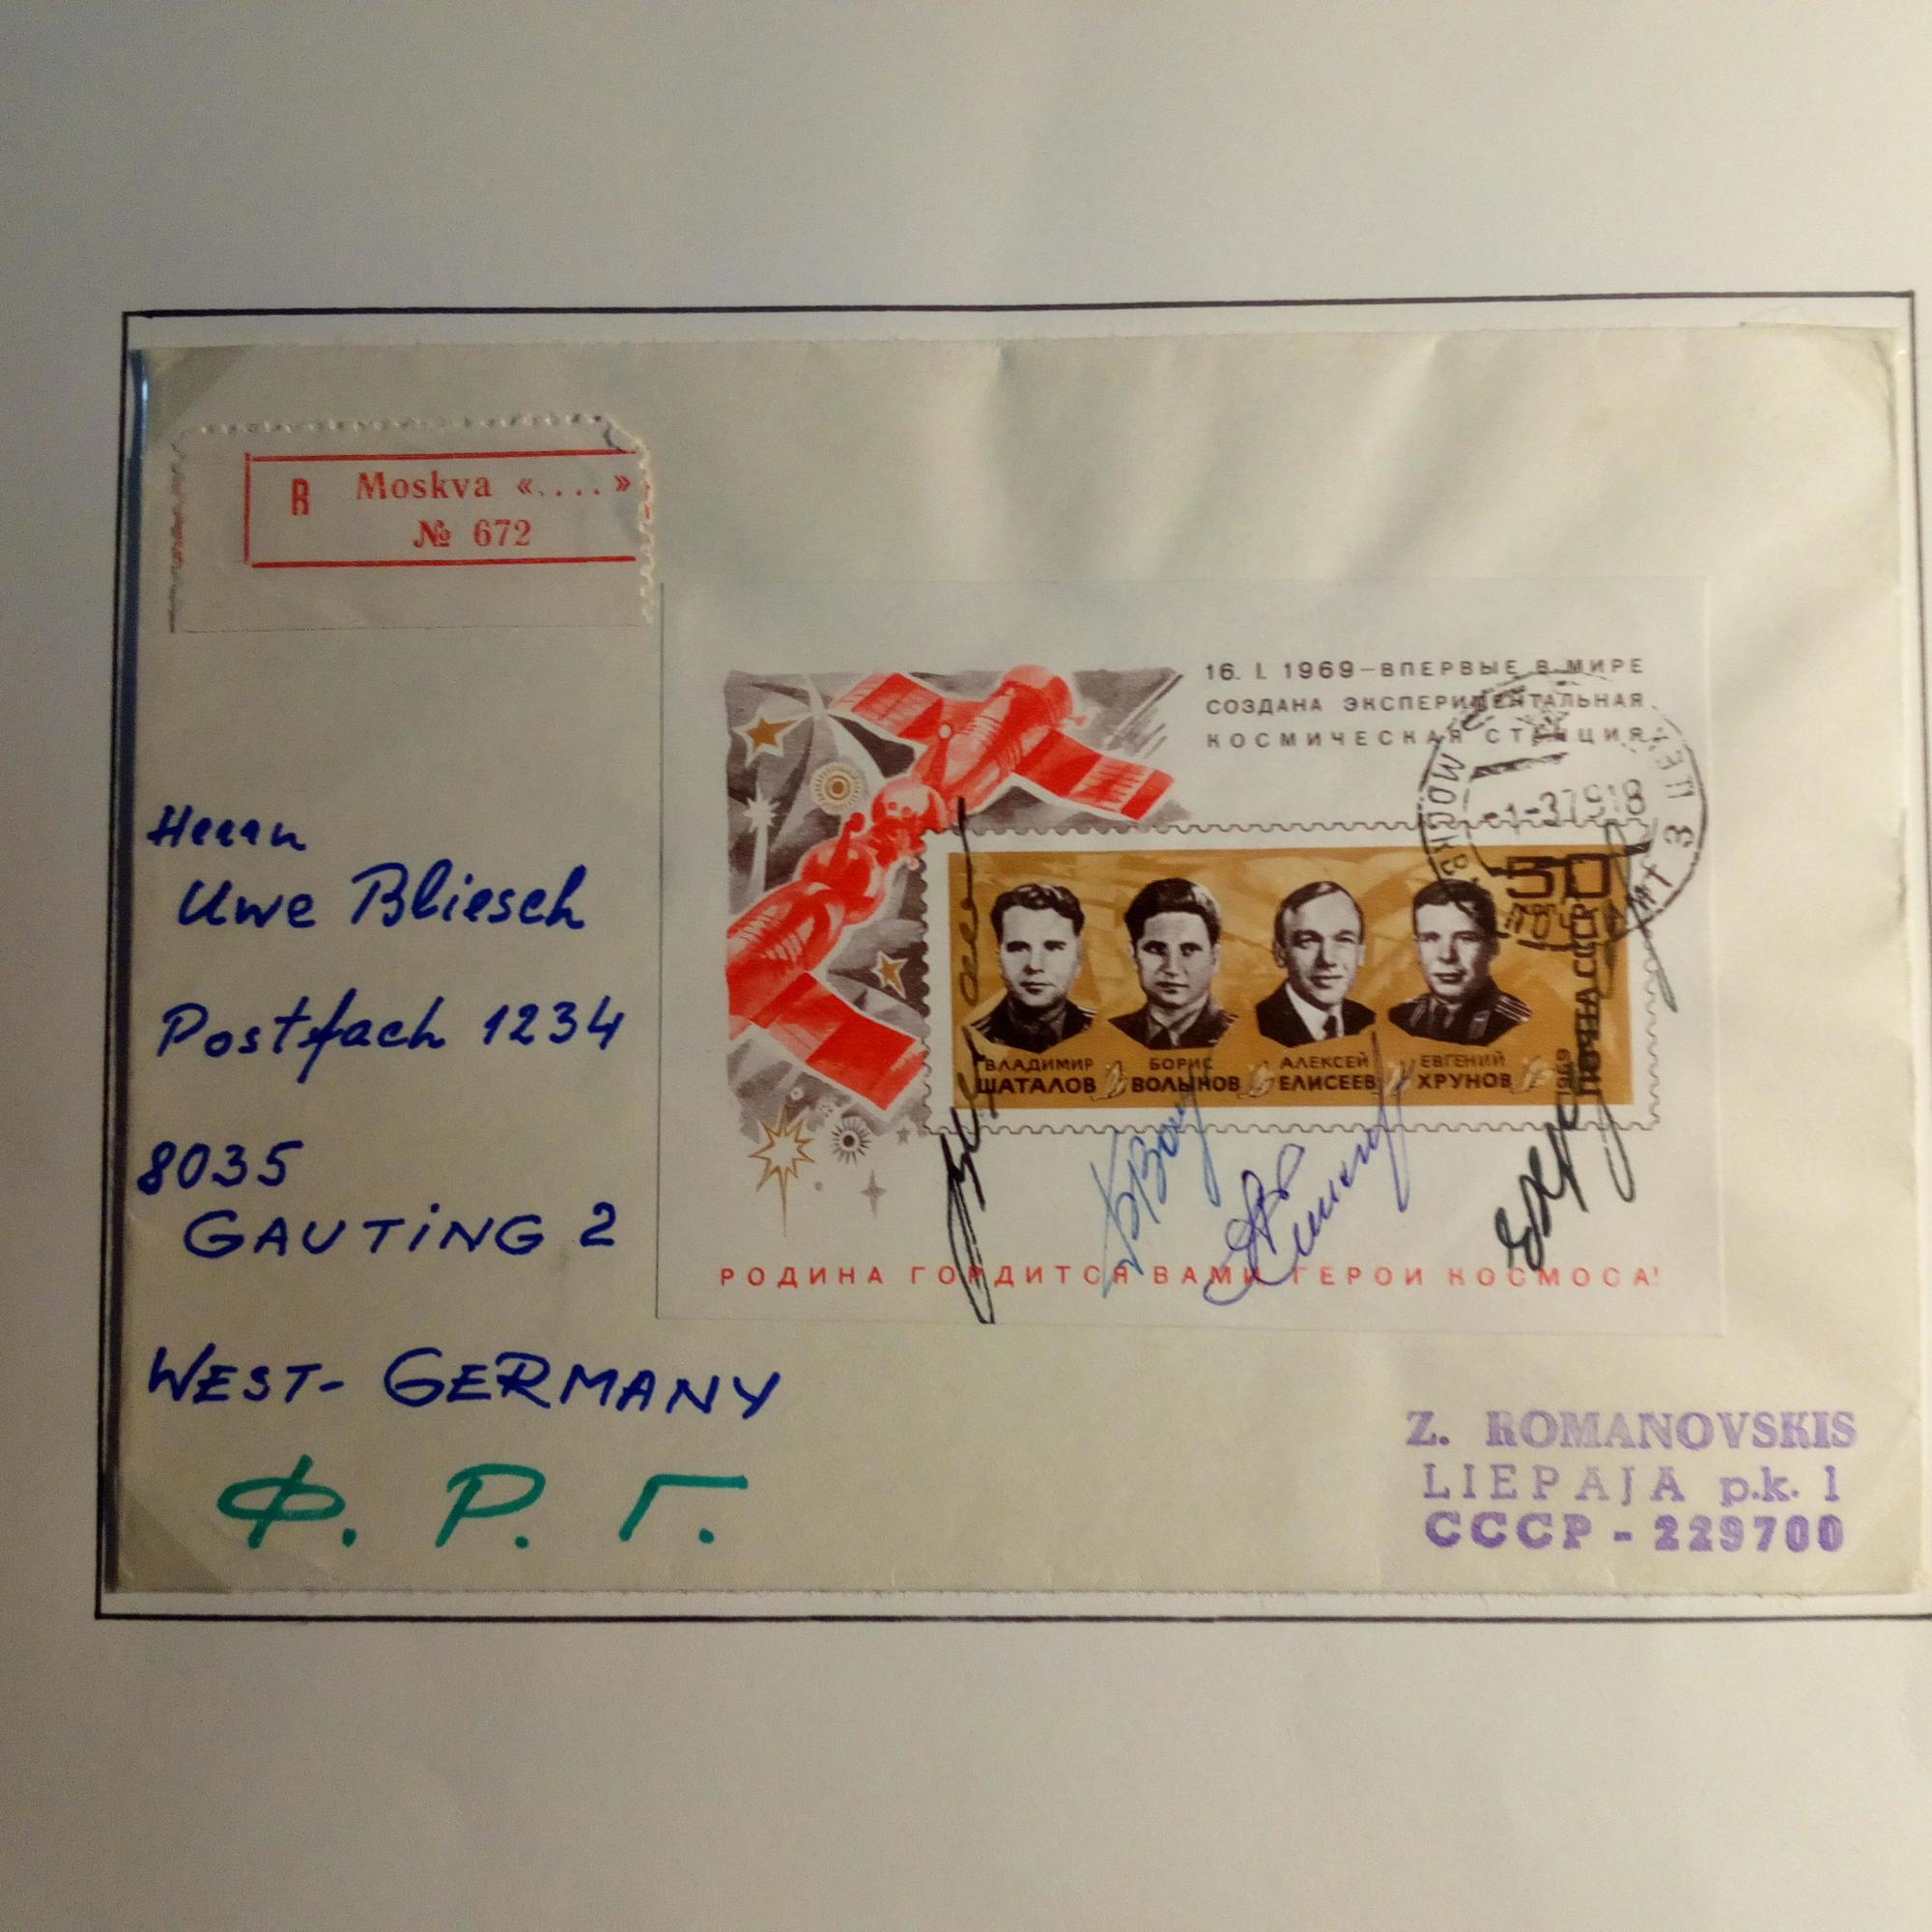 R Moskva «....»
№ 672
16. I. 1969–ВПЕРВЫЕ В МИРЕ
СОЗДАНА ЭКСПЕРИМЕНТАЛЬНАЯ
КОСМИЧЕСКАЯ СТАНЦИЯ
МОСКВА
50
ПОЧТА СССР
1969
ВЛАДИМИР ШАТАЛОВ
БОРИС ВОЛЫНОВ
АЛЕКСЕЙ ЕЛИСЕЕВ
ЕВГЕНИЙ ХРУНОВ
РОДИНА ГОРДИТСЯ ВАМИ, ГЕРОИ КОСМОСА!
Herrn
Uwe Bliesch
Postfach 1234
8035
GAUTING 2
WEST- GERMANY
Ф. Р. Г.
Z. ROMANOVSKIS
LIEPAJA p.k. 1
СССР - 229700